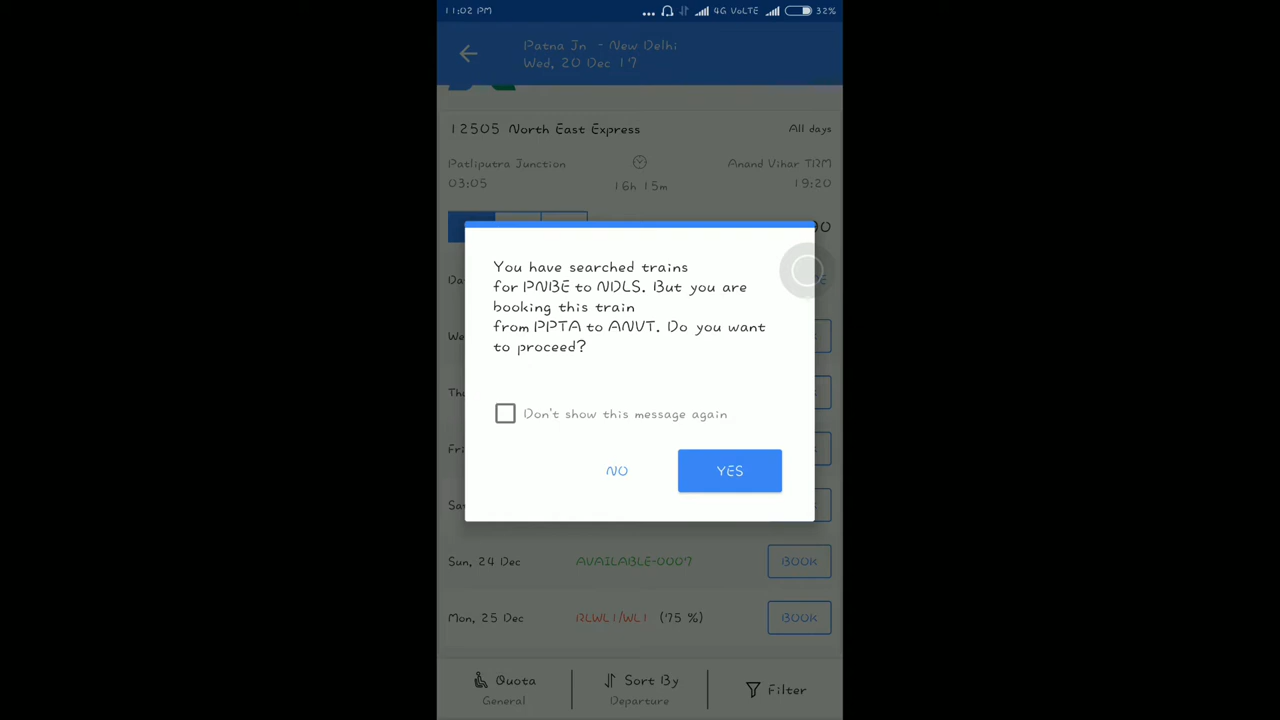 11:02 PM
4G VoLTE
32%
Patna Jn - New Delhi
Wed, 20 Dec 17
12505 North East Express
All days
Patliputra Junction
Anand Vihar TRM
03:05
16h 15m
19:20
You have searched trains
for PNBE to NDLS. But you are
booking this train
from PPTA to ANVT. Do you want
to proceed?
Don't show this message again
NO
YES
Sun, 24 Dec
AVAILABLE-0007
BOOK
Mon, 25 Dec
RLWL1/WL1 (75 %)
BOOK
Quota
General
Sort By
Departure
Filter